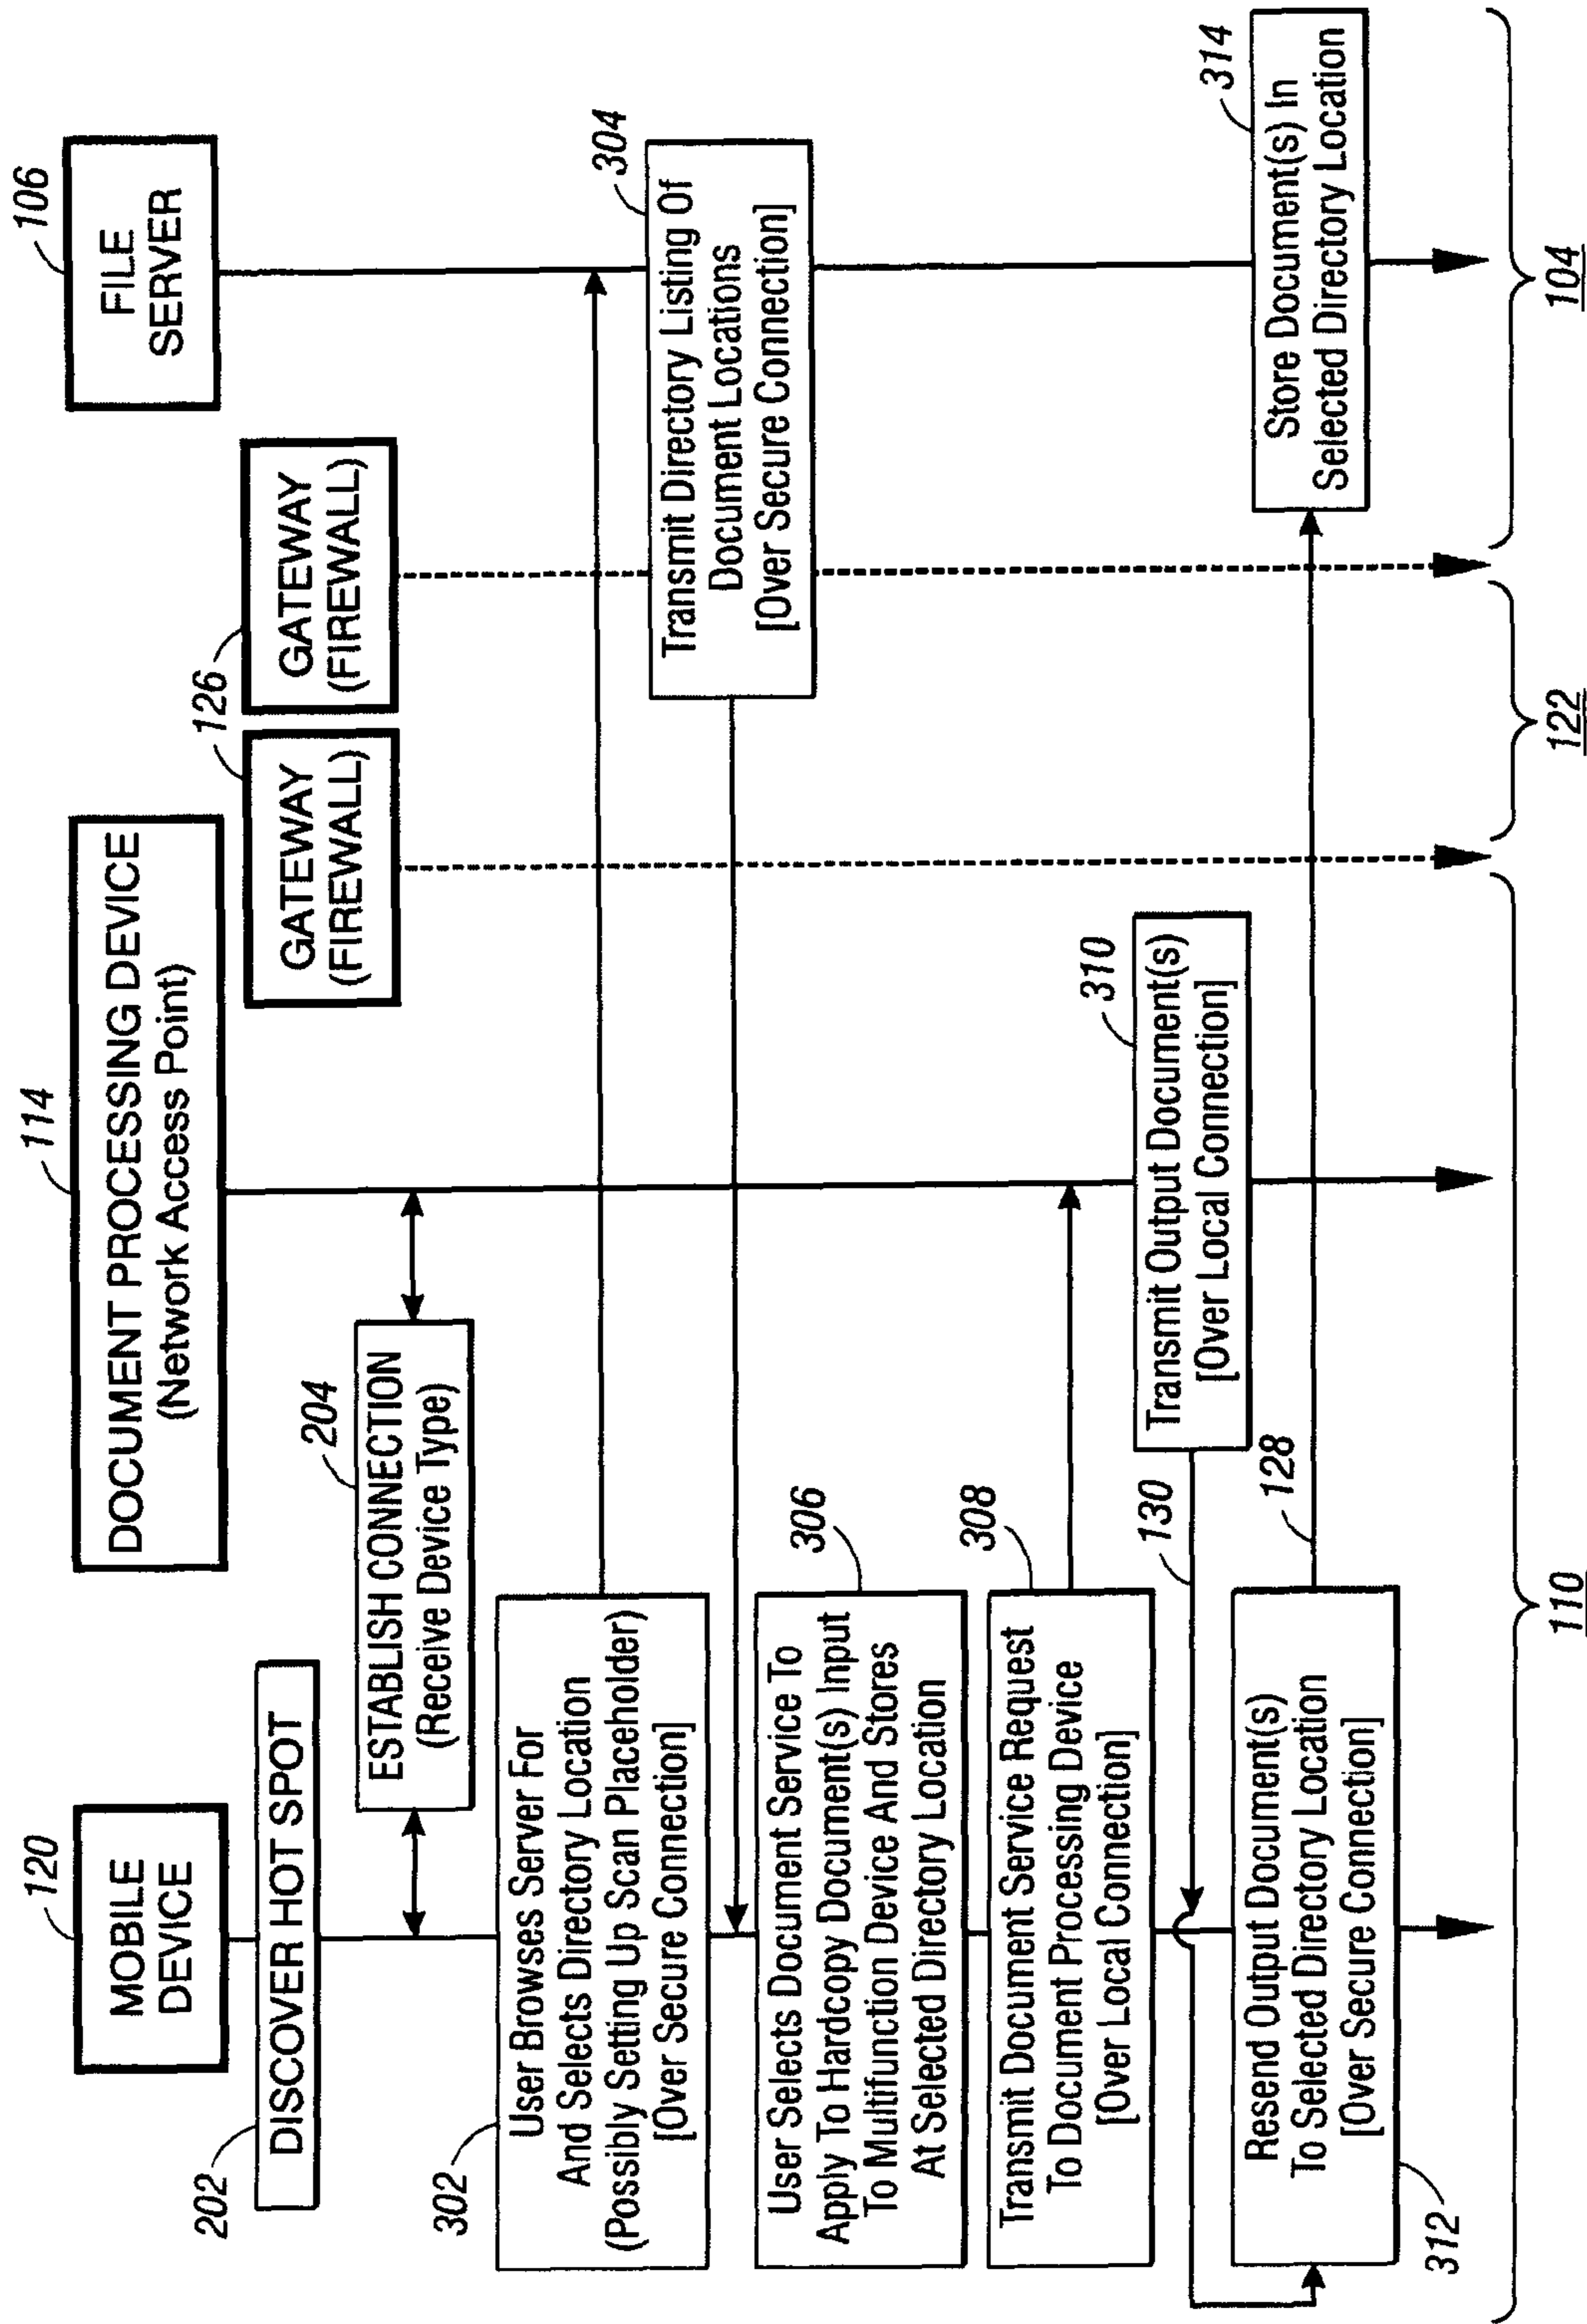 120
MOBILE
DEVICE
114
DOCUMENT PROCESSING DEVICE
(Network Access Point)
106
FILE
SERVER
126
GATEWAY
(FIREWALL)
GATEWAY
(FIREWALL)
202
DISCOVER HOT SPOT
204
ESTABLISH CONNECTION
(Receive Device Type)
302
User Browses Server For
And Selects Directory Location
(Possibly Setting Up Scan Placeholder)
[Over Secure Connection]
304
Transmit Directory Listing Of
Document Locations
[Over Secure Connection]
306
User Selects Document Service To
Apply To Hardcopy Document(s) Input
To Multifunction Device And Stores
At Selected Directory Location
308
Transmit Document Service Request
To Document Processing Device
[Over Local Connection]
310
Transmit Output Document(s)
[Over Local Connection]
130
128
Resend Output Document(s)
To Selected Directory Location
[Over Secure Connection]
312
314
Store Document(s) In
Selected Directory Location
110
122
104